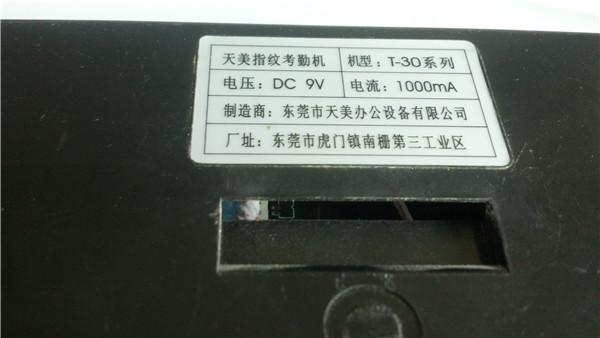 天美指纹考勤机 机型：T-30系列
电压：DC 9V 电流：1000mA
制造商：东莞市天美办公设备有限公司
厂址：东莞市虎门镇南栅第三工业区